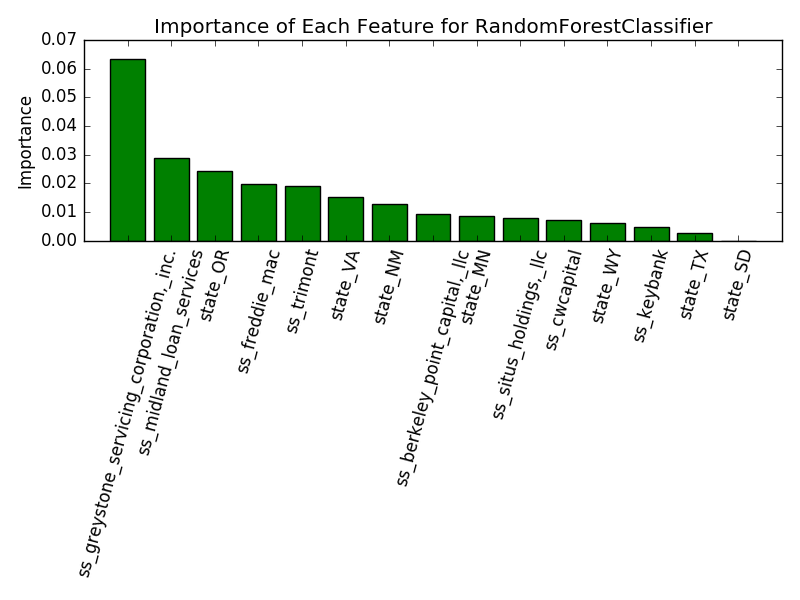 Importance of Each Feature for RandomForestClassifier
0.07
0.06
0.05
0.04
0.03
0.02
0.01
0.00
Importance
ss_greystone_servicing_corporation,_inc.
ss_midland_loan_services
state_OR
ss_freddie_mac
ss_trimont
state_VA
state_NM
ss_berkeley_point_capital,_llc
state_MN
ss_situs_holdings,_llc
ss_cwcapital
state_WY
ss_keybank
state_TX
state_SD